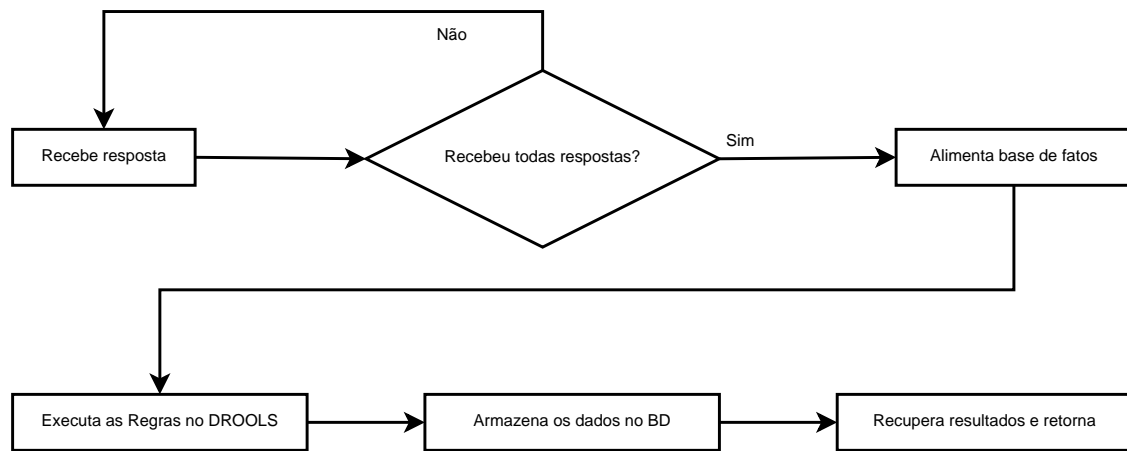 Não
Recebe resposta
Recebeu todas respostas?
Sim
Alimenta base de fatos
Executa as Regras no DROOLS
Armazena os dados no BD
Recupera resultados e retorna